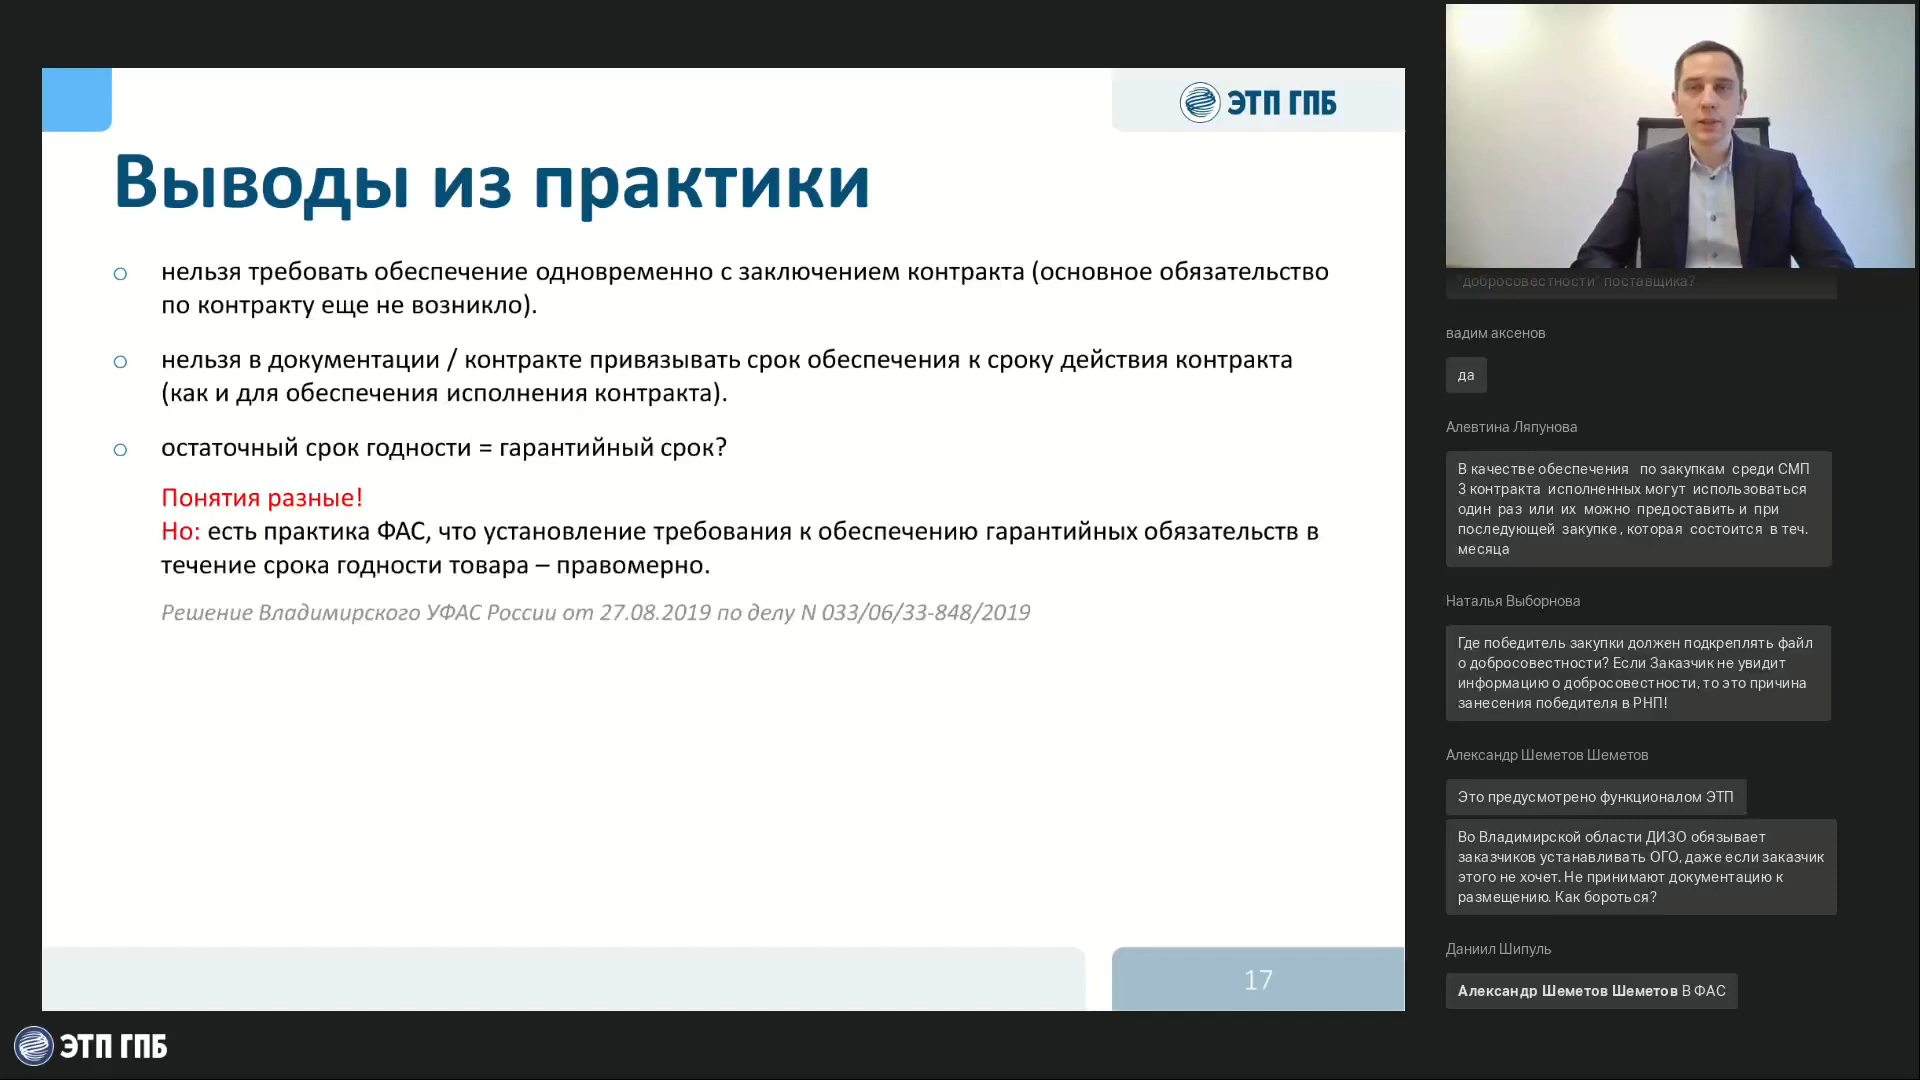 ЭТП ГПБ
Выводы из практики
нельзя требовать обеспечение одновременно с заключением контракта (основное обязательство
по контракту еще не возникло).
нельзя в документации / контракте привязывать срок обеспечения к сроку действия контракта
(как и для обеспечения исполнения контракта).
остаточный срок годности = гарантийный срок?
Понятия разные!
Но: есть практика ФАС, что установление требования к обеспечению гарантийных обязательств в
течение срока годности товара – правомерно.
Решение Владимирского УФАС России от 27.08.2019 по делу N 033/06/33-848/2019
17
ЭТП ГПБ
"добросовестности" поставщика?
вадим аксенов
да
Алевтина Ляпунова
В качестве обеспечения по закупкам среди СМП
3 контракта исполненных могут использоваться
один раз или их можно предоставить и при
последующей закупке , которая состоится в теч.
месяца
Наталья Выборнова
Где победитель закупки должен подкреплять файл
о добросовестности? Если Заказчик не увидит
информацию о добросовестности, то это причина
занесения победителя в РНП!
Александр Шеметов Шеметов
Это предусмотрено функционалом ЭТП
Во Владимирской области ДИЗО обязывает
заказчиков устанавливать ОГО, даже если заказчик
этого не хочет. Не принимают документацию к
размещению. Как бороться?
Даниил Шипуль
Александр Шеметов Шеметов В ФАС